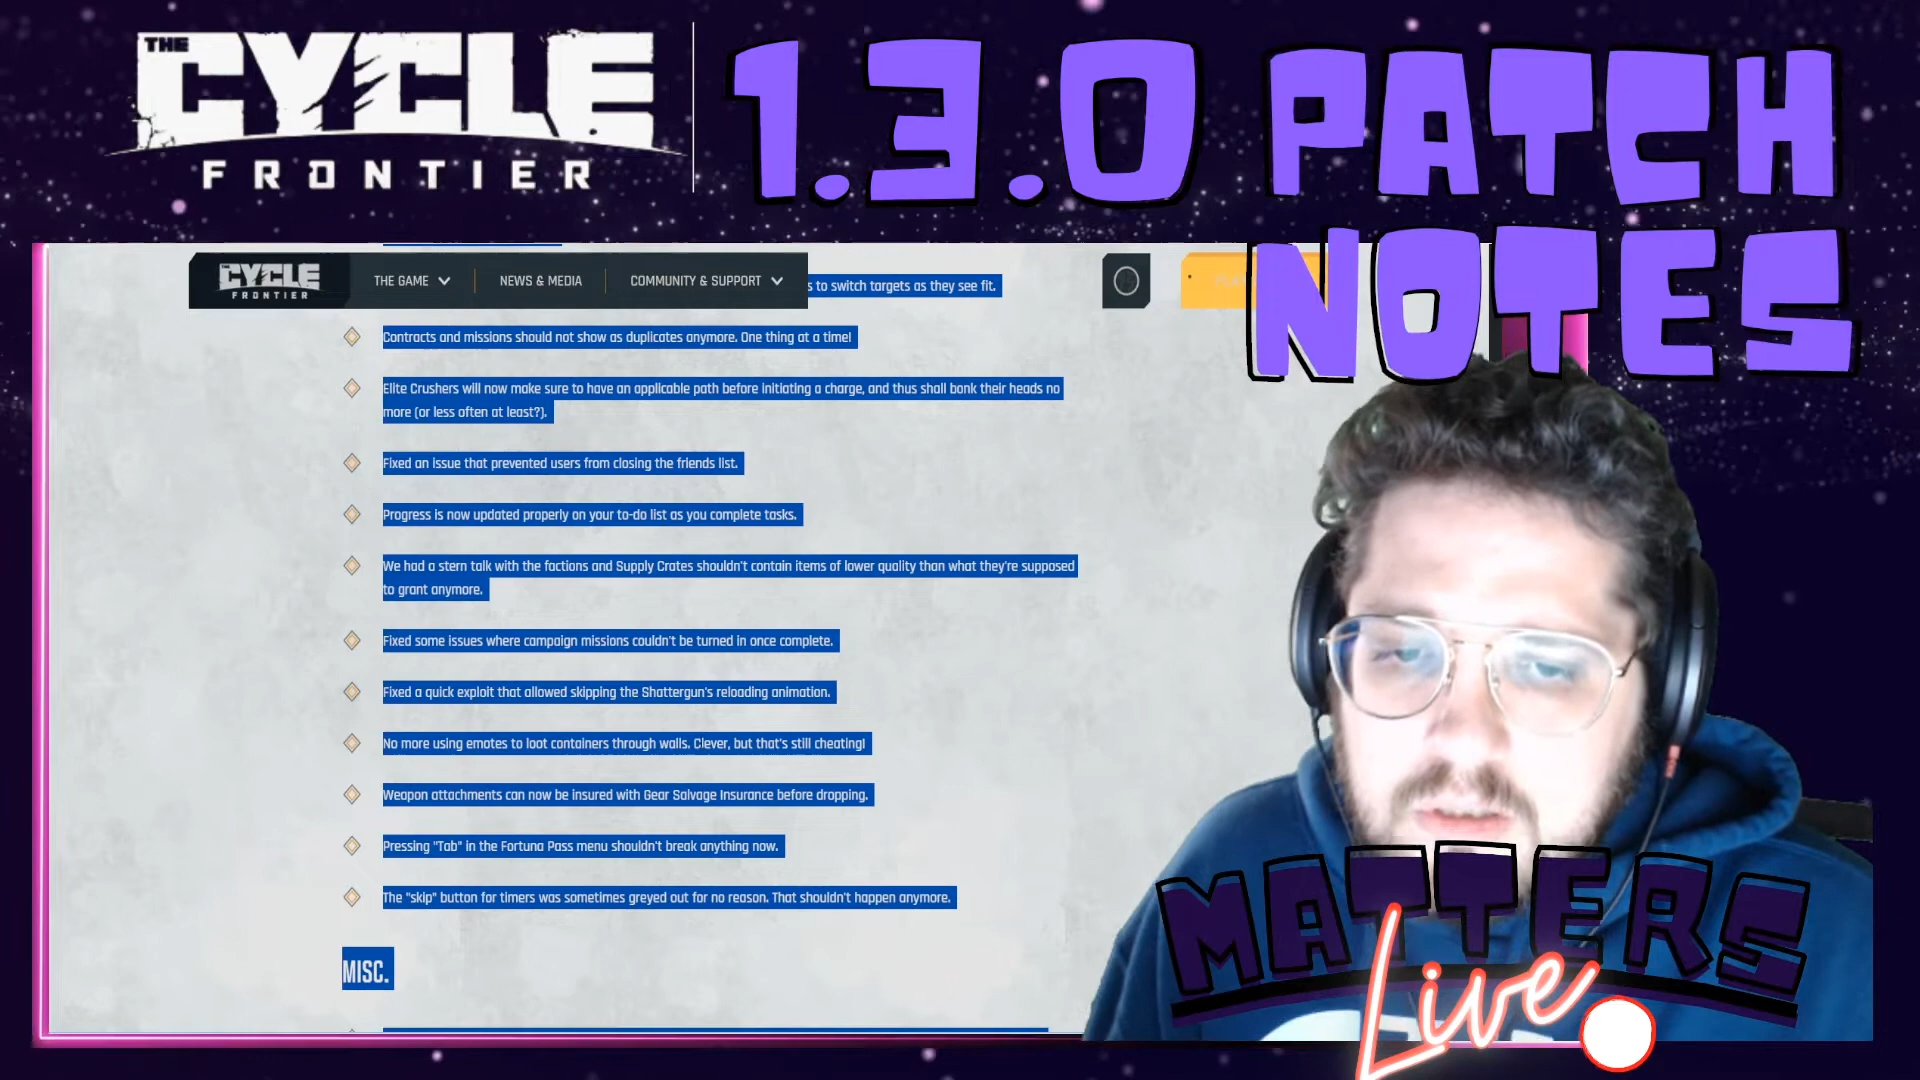 THE CYCLE
FRONTIER
1.3.0 PATCH
NOTES
CYCLE
FRONTIER
THE GAME
NEWS & MEDIA
COMMUNITY & SUPPORT
s to switch targets as they see fit.
Contracts and missions should not show as duplicates anymore. One thing at a time!
Elite Crushers will now make sure to have an applicable path before initiating a charge, and thus shall bonk their heads no
more (or less often at least?).
Fixed an issue that prevented users from closing the friends list.
Progress is now updated properly on your to-do list as you complete tasks.
We had a stern talk with the factions and Supply Crates shouldn't contain items of lower quality than what they're supposed
to grant anymore.
Fixed some issues where campaign missions couldn't be turned in once complete.
Fixed a quick exploit that allowed skipping the Shattergun's reloading animation.
No more using emotes to loot containers through walls. Clever, but that's still cheating!
Weapon attachments can now be insured with Gear Salvage Insurance before dropping.
Pressing "Tab" in the Fortuna Pass menu shouldn't break anything now.
The "skip" button for timers was sometimes greyed out for no reason. That shouldn't happen anymore.
MISC.
MATTERS
Live